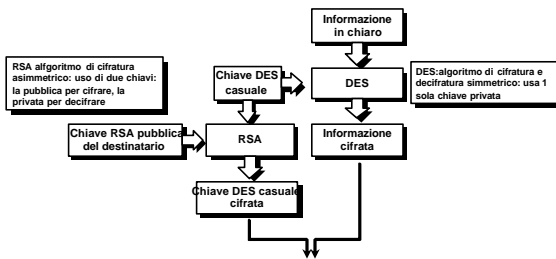 Informazione
in chiaro
RSA alfgoritmo di cifratura
asimmetrico: uso di due chiavi:
la pubblica per cifrare, la
privata per decifrare
Chiave DES
casuale
DES
DES:algoritmo di cifratura e
decifratura simmetrico: usa 1
sola chiave privata
Chiave RSA pubblica
del destinatario
RSA
Informazione
cifrata
Chiave DES casuale
cifrata